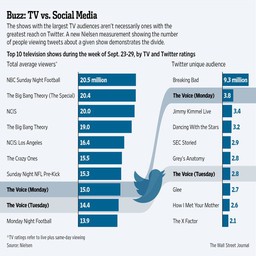 Buzz: TV vs. Social Media
The shows with the largest TV audiences aren't necessarily ones with the
greatest reach on Twitter. A new Nielsen measurement showing the number
of people viewing tweets about a given show demonstrates the divide.
Top 10 television shows during the week of Sept. 23-29, by TV and Twitter ratings
Total average viewers*
NBC Sunday Night Football 20.5 million
The Big Bang Theory (The Special) 20.4
NCIS 20.0
The Big Bang Theory 19.0
NCIS: Los Angeles 16.4
The Crazy Ones 15.5
Sunday Night NFL Pre-Kick 15.3
The Voice (Monday) 15.0
The Voice (Tuesday) 14.4
Monday Night Football 13.9
Twitter unique audience
Breaking Bad 9.3 million
The Voice (Monday) 3.8
Jimmy Kimmel Live 3.4
Dancing With the Stars 3.2
SEC Storied 2.9
Grey's Anatomy 2.8
The Voice (Tuesday) 2.8
Glee 2.7
How I Met Your Mother 2.6
The X Factor 2.1
*TV ratings refer to live plus same-day viewing
Source: Nielsen
The Wall Street Journal